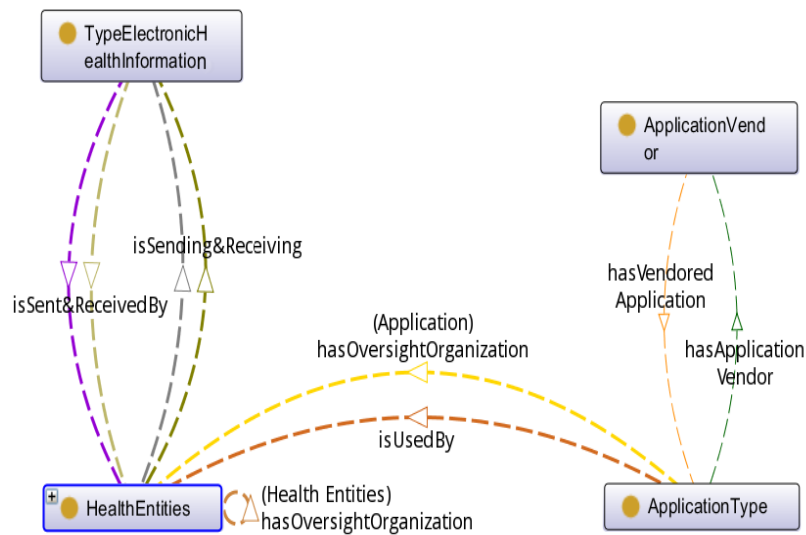 TypeElectronicH
ealthInformation
ApplicationVend
or
isSending&Receiving
isSent&ReceivedBy
hasVendored
Application
(Application)
hasOversightOrganization
hasApplication
Vendor
isUsedBy
HealthEntities
(Health Entities)
hasOversightOrganization
ApplicationType